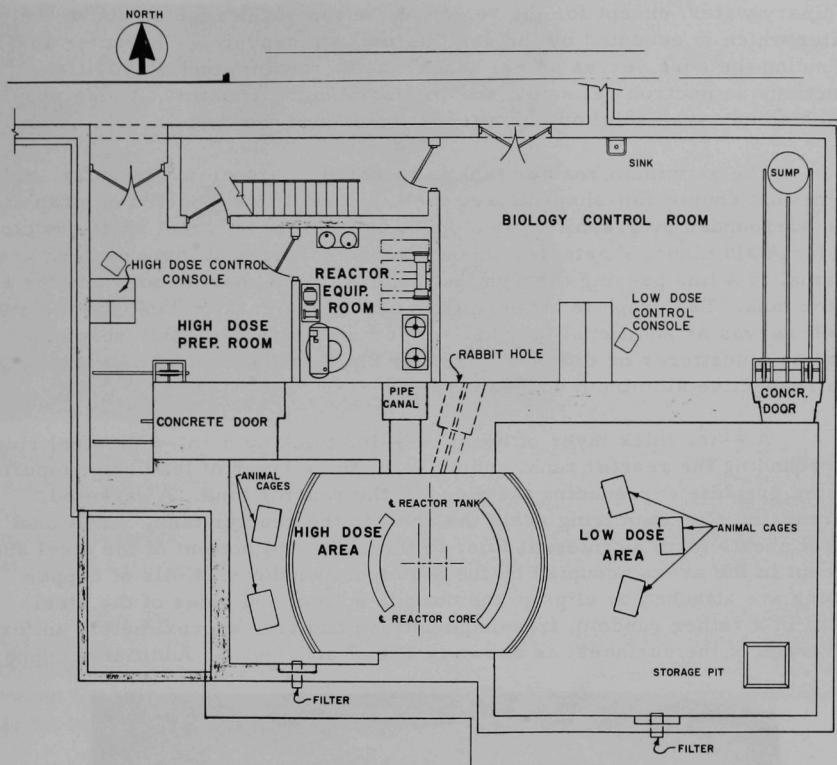 NORTH
SINK
SUMP
BIOLOGY CONTROL ROOM
HIGH DOSE CONTROL
CONSOLE
REACTOR
EQUIP.
ROOM
HIGH DOSE
PREP. ROOM
LOW DOSE
CONTROL
CONSOLE
RABBIT HOLE
PIPE
CANAL
CONCR.
DOOR
CONCRETE DOOR
ANIMAL
CAGES
HIGH DOSE
AREA
℄ REACTOR TANK
LOW DOSE
AREA
ANIMAL CAGES
℄ REACTOR CORE
STORAGE PIT
FILTER
FILTER